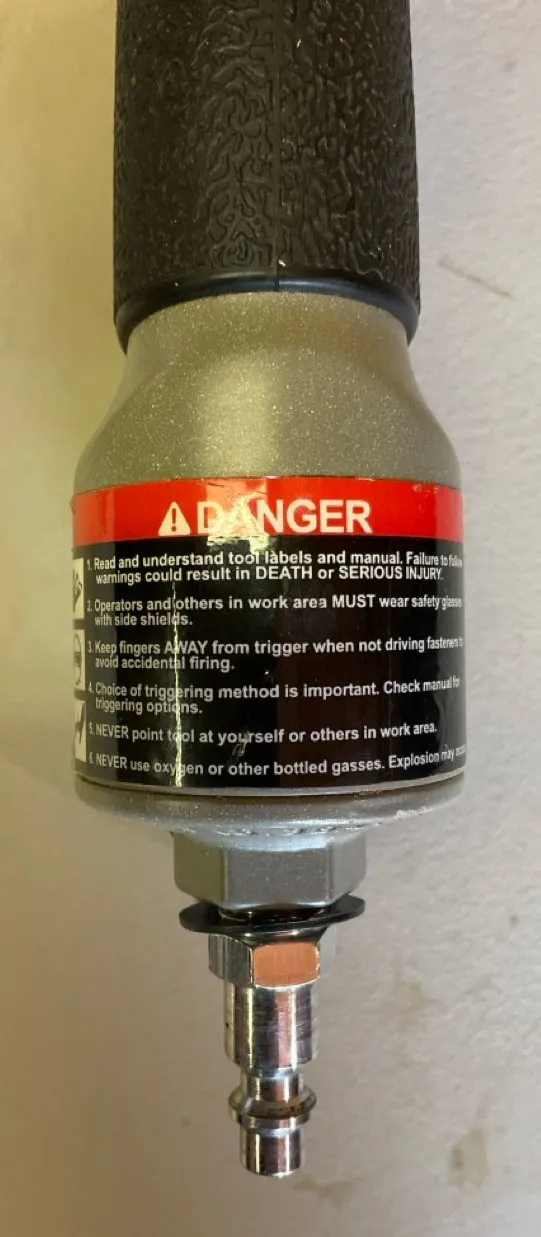 DANGER
1. Read and understand tool labels and manual. Failure to follow
warnings could result in DEATH or SERIOUS INJURY.
2. Operators and others in work area MUST wear safety glasses
with side shields.
3. Keep fingers AWAY from trigger when not driving fasteners to
avoid accidental firing.
4. Choice of triggering method is important. Check manual for
triggering options.
5. NEVER point tool at yourself or others in work area.
6. NEVER use oxygen or other bottled gasses. Explosion may occur